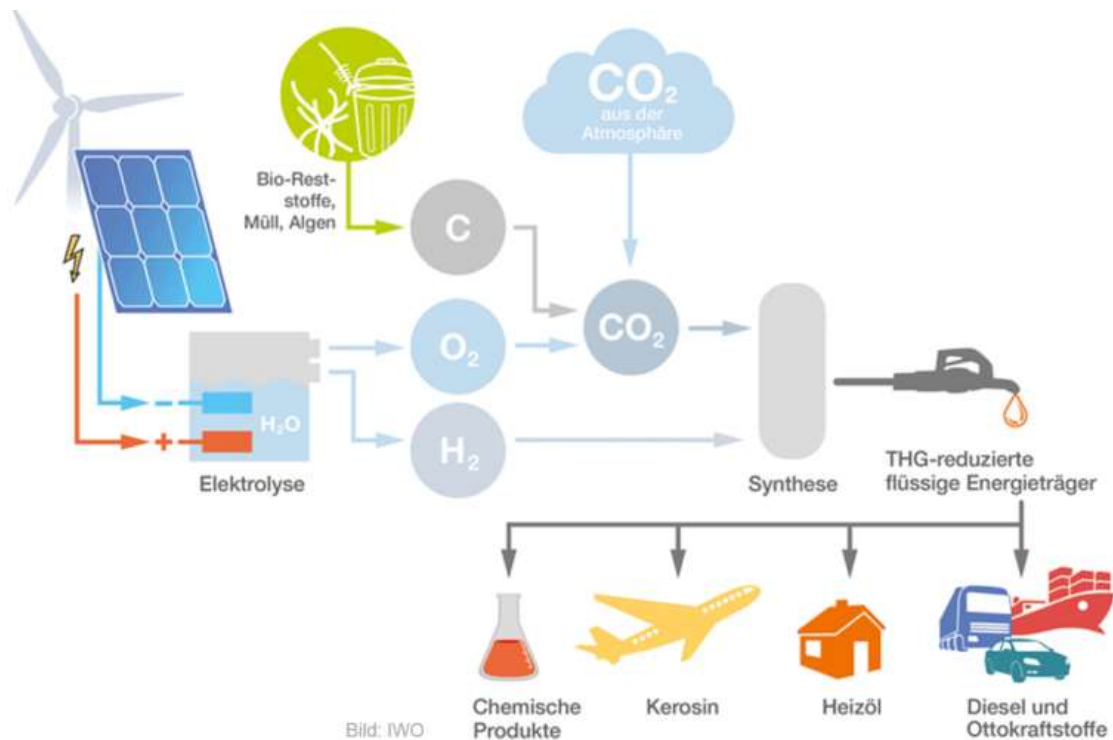 CO₂
aus der
Atmosphäre
Bio-Rest-
stoffe,
Müll, Algen
C
O₂
CO₂
H₂O
H₂
Elektrolyse
Synthese
THG-reduzierte
flüssige Energieträger
Chemische
Produkte
Kerosin
Heizöl
Diesel und
Ottokraftstoffe
Bild: IWO